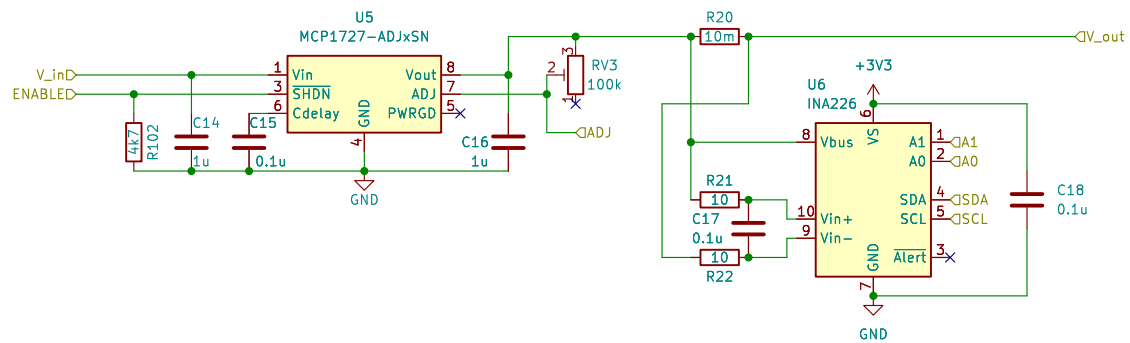 U5
MCP1727-ADJxSN
V_in
ENABLE
1
3
6
Vin
SHDN
Cdelay
GND
4
Vout
ADJ
PWRGD
8
7
5
4k7
R102
C14
1u
C15
0.1u
C16
1u
GND
2
3
1
RV3
100k
ADJ
R20
10m
V_out
+3V3
U6
INA226
6
VS
8
Vbus
10
Vin+
9
Vin-
A1
1
A1
A0
2
A0
SDA
4
SDA
SCL
5
SCL
Alert
3
GND
7
R21
10
C17
0.1u
10
R22
C18
0.1u
GND